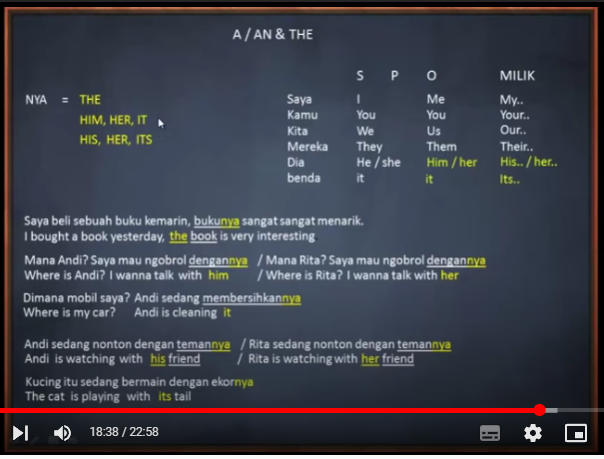 A / AN & THE
S P O MILIK
NYA = THE
HIM, HER, IT
HIS, HER, ITS
Saya I Me My..
Kamu You You Your..
Kita We Us Our..
Mereka They Them Their..
Dia He / she Him / her His.. / her..
benda it it Its..
Saya beli sebuah buku kemarin, bukunya sangat sangat menarik.
I bought a book yesterday, the book is very interesting
Mana Andi? Saya mau ngobrol dengannya / Mana Rita? Saya mau ngobrol dengannya
Where is Andi? I wanna talk with him / Where is Rita? I wanna talk with her
Dimana mobil saya? Andi sedang membersihkannya
Where is my car? Andi is cleaning it
Andi sedang nonton dengan temannya / Rita sedang nonton dengan temannya
Andi is watching with his friend / Rita is watching with her friend
Kucing itu sedang bermain dengan ekornya
The cat is playing with its tail
18:38 / 22:58